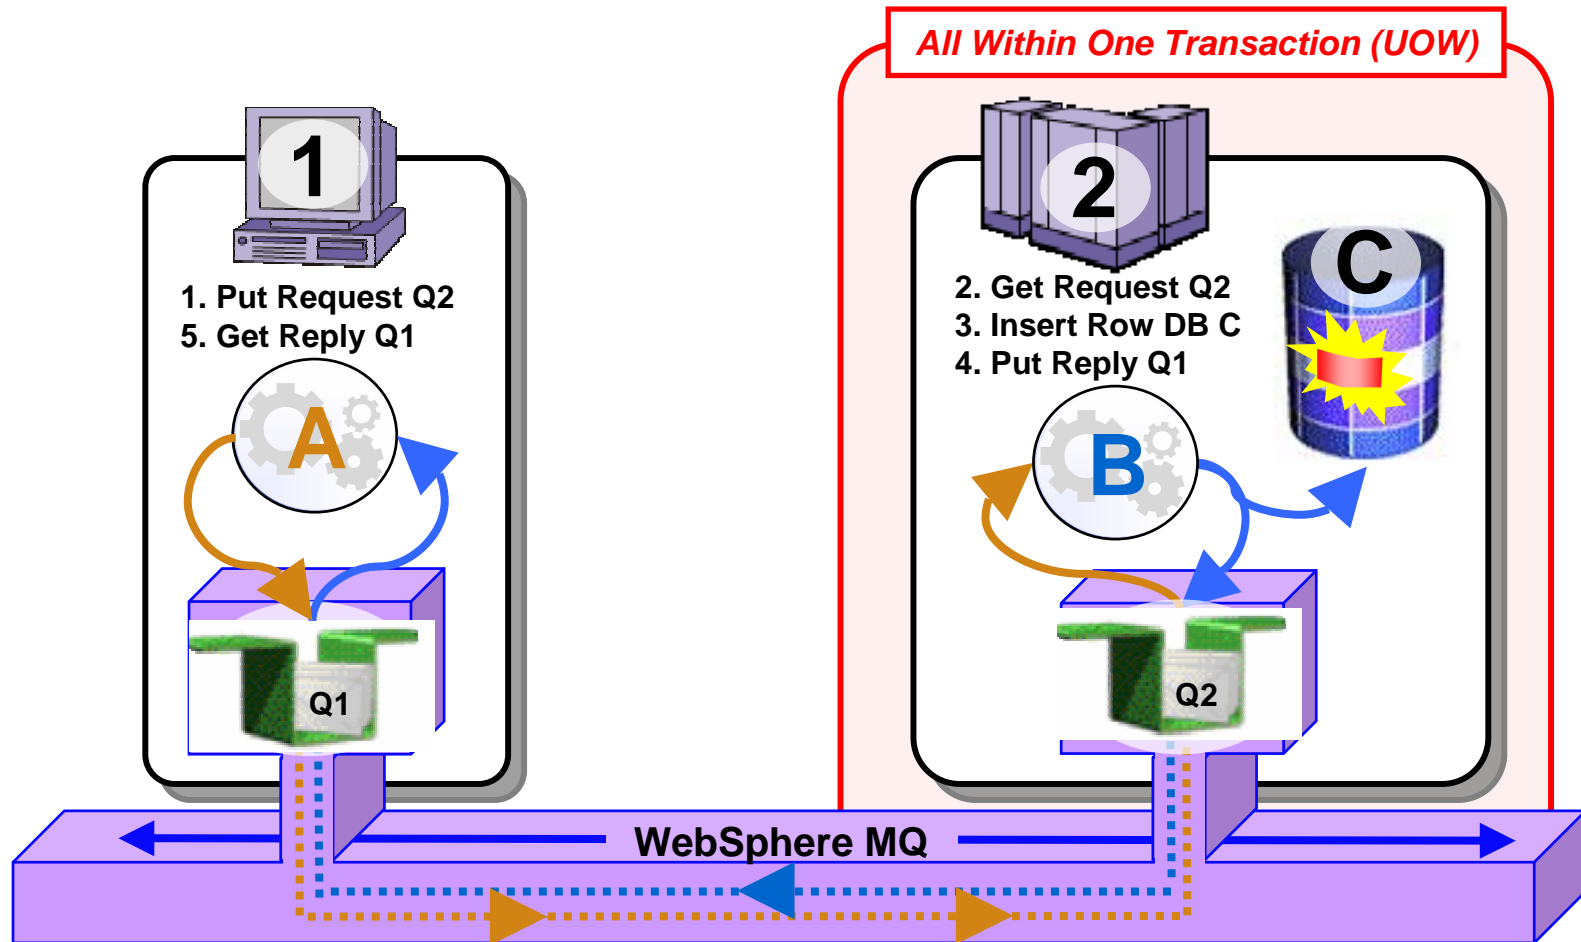 All Within One Transaction (UOW)
1
1. Put Request Q2
5. Get Reply Q1
A
Q1
2
2. Get Request Q2
3. Insert Row DB C
4. Put Reply Q1
C
B
Q2
WebSphere MQ